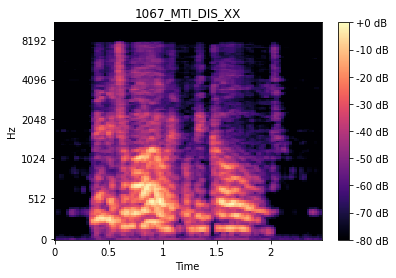 1067_MTI_DIS_XX
+0 dB
8192
-10 dB
4096
-20 dB
-30 dB
2048
Hz
-40 dB
1024
-50 dB
512
-60 dB
-70 dB
0
-80 dB
0 0.5 1 1.5 2
Time